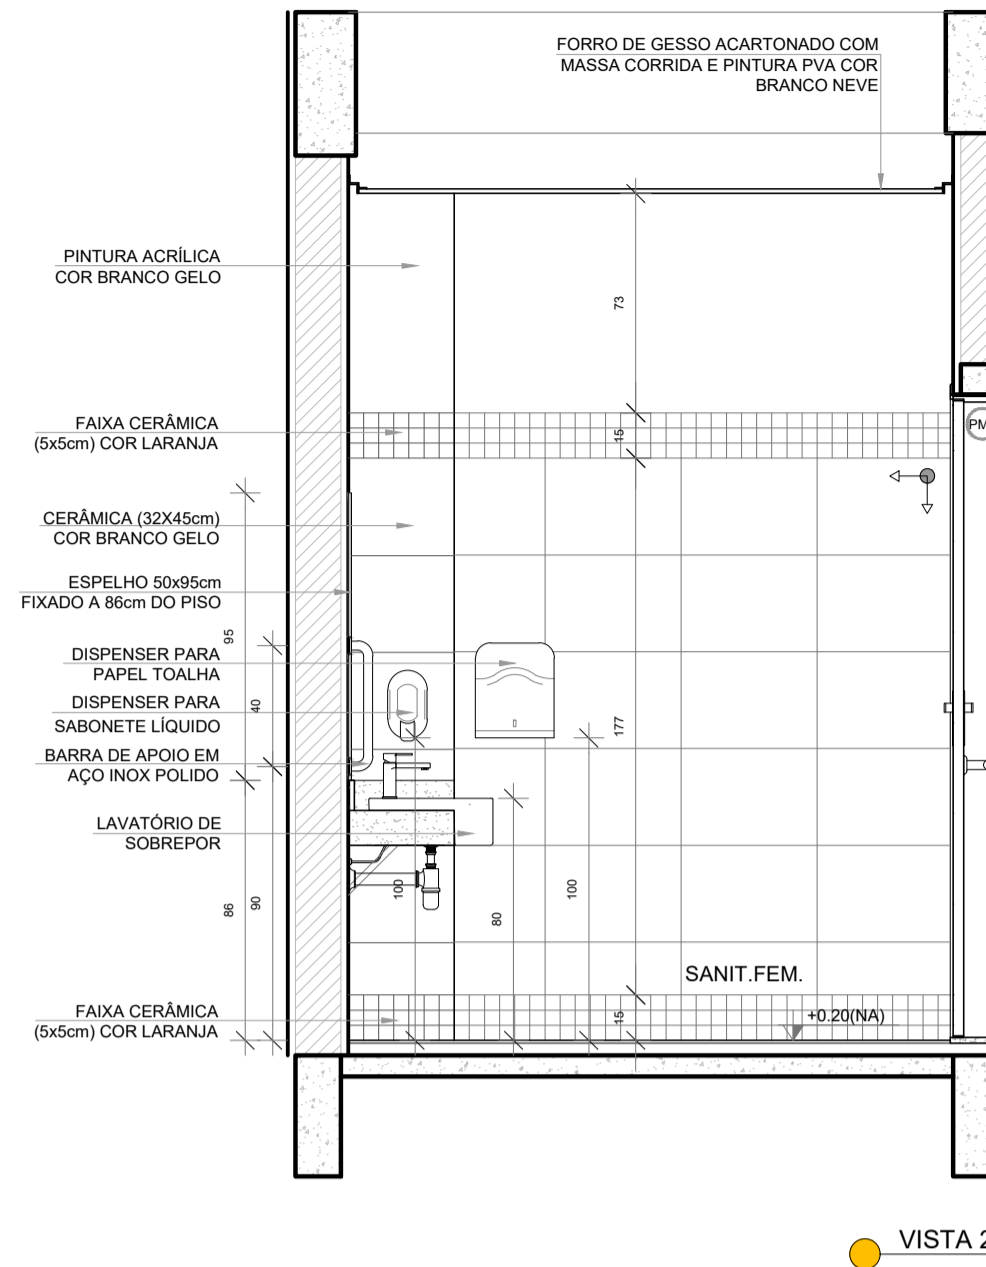 FORRO DE GESSO ACARTONADO COM
MASSA CORRIDA E PINTURA PVA COR
BRANCO NEVE
PINTURA ACRÍLICA
COR BRANCO GELO
73
FAIXA CERÂMICA
(5x5cm) COR LARANJA
15
PM
CERÂMICA (32X45cm)
COR BRANCO GELO
ESPELHO 50x95cm
FIXADO A 86cm DO PISO
95
DISPENSER PARA
PAPEL TOALHA
DISPENSER PARA
SABONETE LÍQUIDO
40
177
BARRA DE APOIO EM
AÇO INOX POLIDO
LAVATÓRIO DE
SOBREPOR
86
90
100
80
100
SANIT.FEM.
FAIXA CERÂMICA
(5x5cm) COR LARANJA
15
+0.20(NA)
VISTA 2